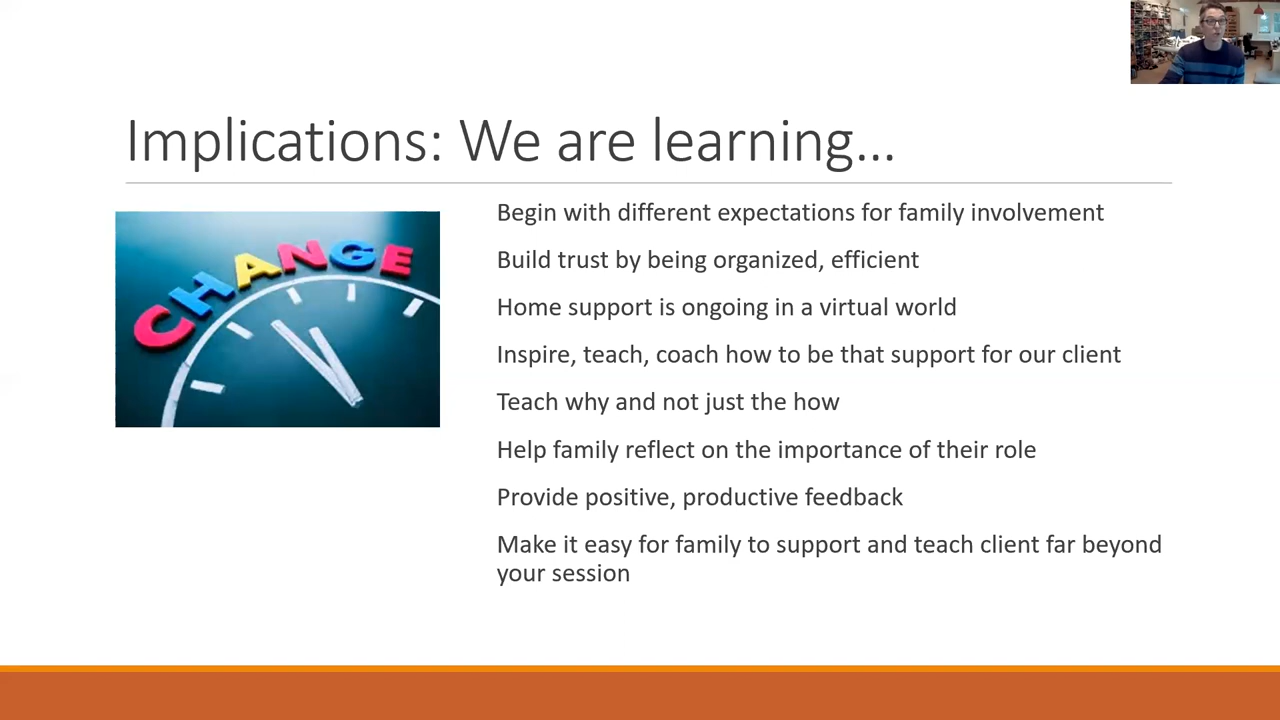 Implications: We are learning...
CHANGE
Begin with different expectations for family involvement
Build trust by being organized, efficient
Home support is ongoing in a virtual world
Inspire, teach, coach how to be that support for our client
Teach why and not just the how
Help family reflect on the importance of their role
Provide positive, productive feedback
Make it easy for family to support and teach client far beyond
your session